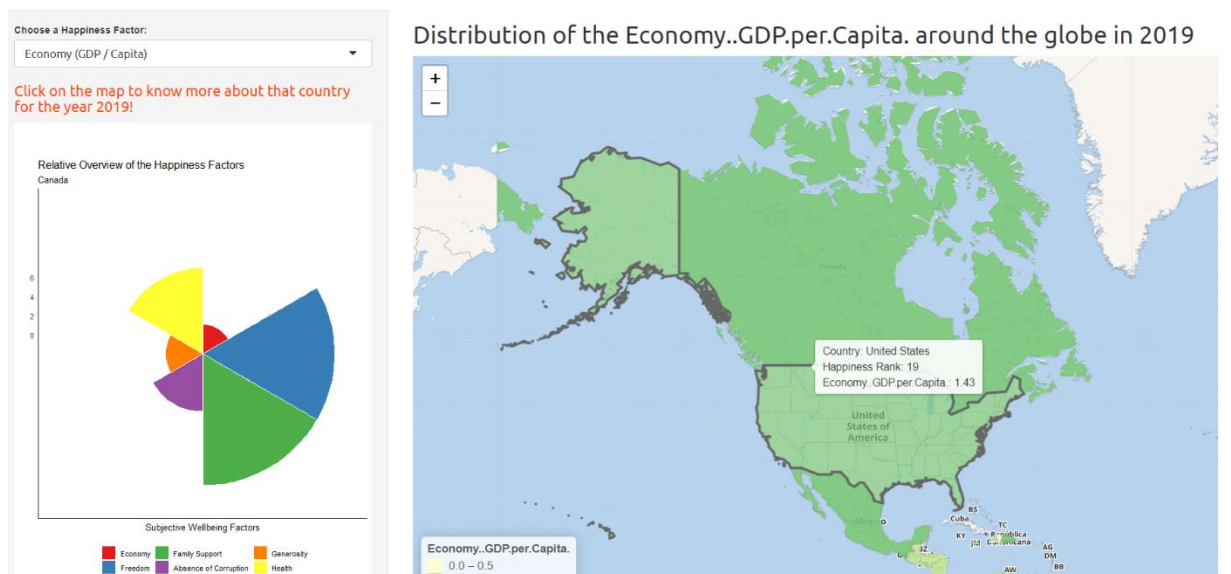 Choose a Happiness Factor:
Economy (GDP / Capita)
Click on the map to know more about that country
for the year 2019!
Relative Overview of the Happiness Factors
Canada
6
4
2
0
Subjective Wellbeing Factors
Economy
Family Support
Generosity
Freedom
Absence of Corruption
Health
Distribution of the Economy..GDP.per.Capita. around the globe in 2019
+
−
Canada
Country: United States
Happiness Rank: 19
Economy..GDP.per.Capita.: 1.43
United
States of
America
Mexico
BS
Cuba
TC
KY
JM
República
Dominicana
AG
DM
BZ
AW
BB
Economy..GDP.per.Capita.
0.0 – 0.5